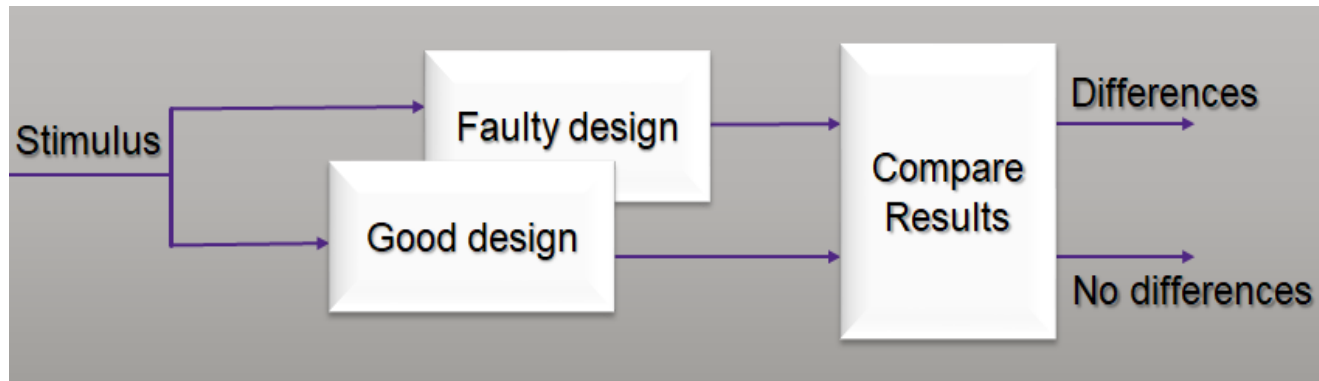 Stimulus
Faulty design
Good design
Compare
Results
Differences
No differences